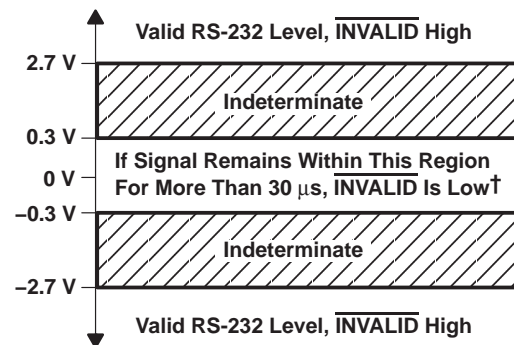 Valid RS-232 Level, INVALID High
2.7 V
Indeterminate
0.3 V
If Signal Remains Within This Region
0 V
For More Than 30 μs, INVALID Is Low†
−0.3 V
Indeterminate
−2.7 V
Valid RS-232 Level, INVALID High